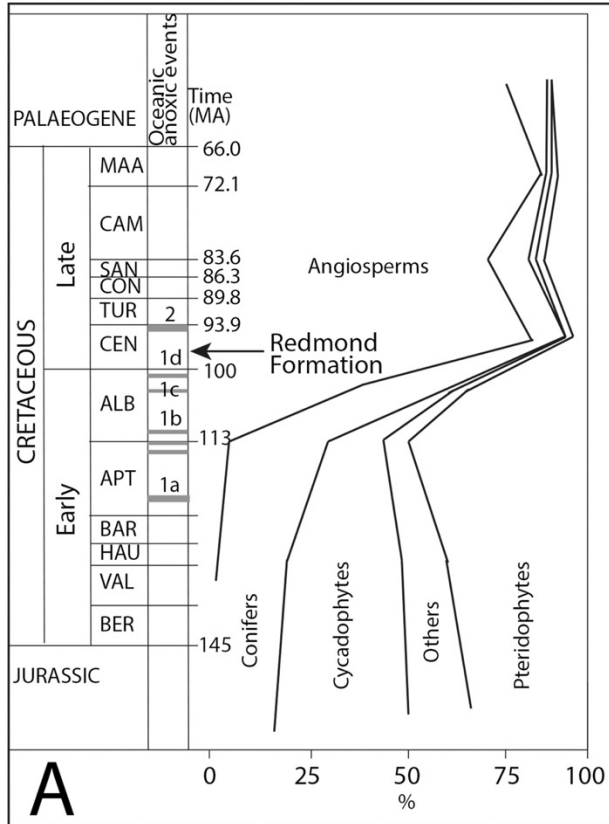 Oceanic
anoxic events
Time
(MA)
PALAEOGENE
66.0
MAA
72.1
CAM
83.6
SAN
86.3
CON
89.8
TUR
2
93.9
CEN
1d
100
1c
ALB
1b
113
APT
1a
BAR
HAU
VAL
BER
145
JURASSIC
CRETACEOUS
Late
Early
Angiosperms
Redmond
Formation
Conifers
Cycadophytes
Others
Pteridophytes
A
0 25 50 75 100
%